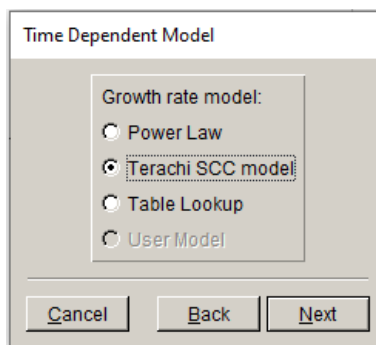 Time Dependent Model
Growth rate model:
Power Law
Terachi SCC model
Table Lookup
User Model
Cancel Back Next